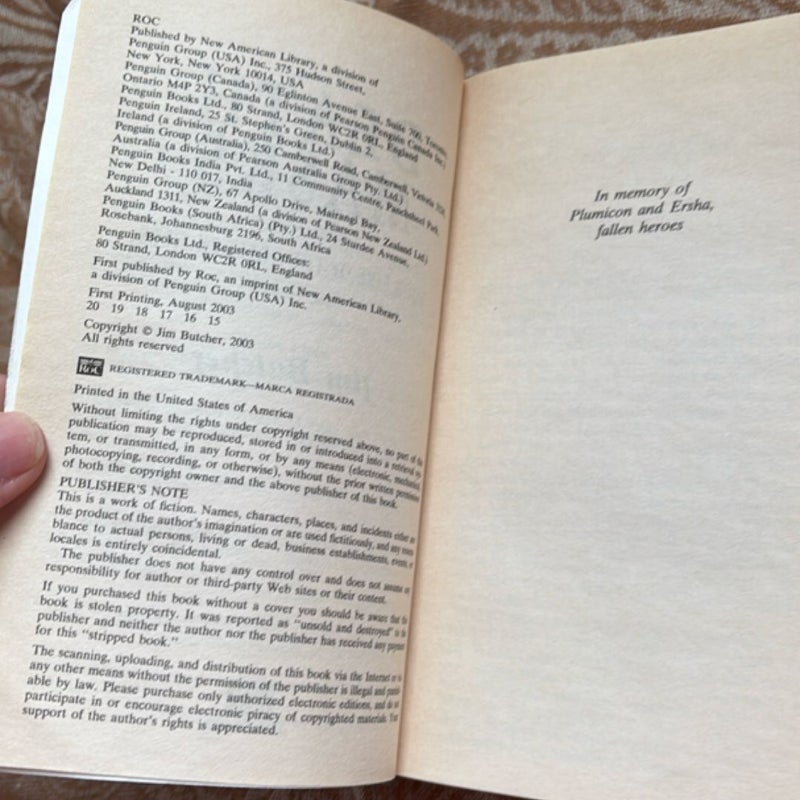 ROC
Published by New American Library, a division of
Penguin Group (USA) Inc., 375 Hudson Street,
New York, New York 10014, USA
Penguin Group (Canada), 90 Eglinton Avenue East, Suite 700, Toronto,
Ontario M4P 2Y3, Canada (a division of Pearson Penguin Canada Inc.)
Penguin Books Ltd., 80 Strand, London WC2R 0RL, England
Penguin Ireland, 25 St. Stephen's Green, Dublin 2,
Ireland (a division of Penguin Books Ltd.)
Penguin Group (Australia), 250 Camberwell Road, Camberwell, Victoria 3124,
Australia (a division of Pearson Australia Group Pty. Ltd.)
Penguin Books India Pvt. Ltd., 11 Community Centre, Panchsheel Park,
New Delhi - 110 017, India
Penguin Group (NZ), 67 Apollo Drive, Mairangi Bay,
Auckland 1311, New Zealand (a division of Pearson New Zealand Ltd.)
Penguin Books (South Africa) (Pty.) Ltd., 24 Sturdee Avenue,
Rosebank, Johannesburg 2196, South Africa
Penguin Books Ltd., Registered Offices:
80 Strand, London WC2R 0RL, England
First published by Roc, an imprint of New American Library,
a division of Penguin Group (USA) Inc.
First Printing, August 2003
20 19 18 17 16 15
Copyright © Jim Butcher, 2003
All rights reserved
ROC REGISTERED TRADEMARK—MARCA REGISTRADA
Printed in the United States of America
Without limiting the rights under copyright reserved above, no part of this
publication may be reproduced, stored in or introduced into a retrieval sys-
tem, or transmitted, in any form, or by any means (electronic, mechanical,
photocopying, recording, or otherwise), without the prior written permission
of both the copyright owner and the above publisher of this book.
PUBLISHER'S NOTE
This is a work of fiction. Names, characters, places, and incidents either are
the product of the author's imagination or are used fictitiously, and any resem-
blance to actual persons, living or dead, business establishments, events, or
locales is entirely coincidental.
The publisher does not have any control over and does not assume any
responsibility for author or third-party Web sites or their content.
If you purchased this book without a cover you should be aware that this
book is stolen property. It was reported as "unsold and destroyed" to the
publisher and neither the author nor the publisher has received any payment
for this "stripped book."
The scanning, uploading, and distribution of this book via the Internet or via
any other means without the permission of the publisher is illegal and punish-
able by law. Please purchase only authorized electronic editions, and do not
participate in or encourage electronic piracy of copyrighted materials. Your
support of the author's rights is appreciated.
In memory of
Plumicon and Ersha,
fallen heroes